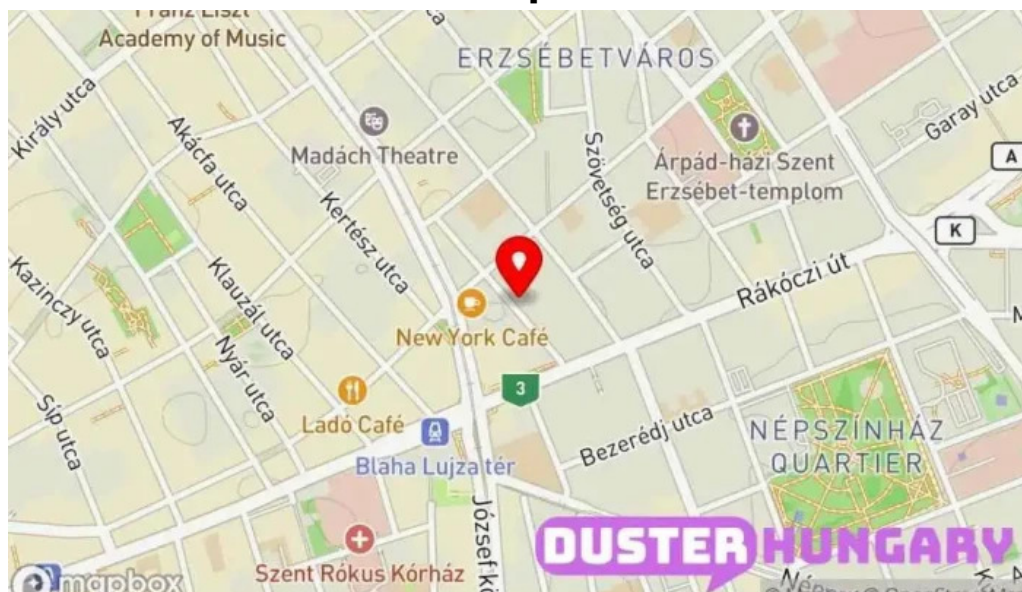 Franz Liszt
Academy of Music
ERZSÉBETVÁROS
Király utca
Akácfa utca
Madách Theatre
Szövetség utca
Garay utca
Árpád-házi Szent
Erzsébet-templom
A
K
Kertész utca
Kazinczy utca
Klauzál utca
Rákóczi út
New York Café
Nyár utca
3
Síp utca
Ladó Café
Bezerédj utca
NÉPSZÍNHÁZ
QUARTIER
Blaha Lujza tér
József kö
DUSTER HUNGARY
Szent Rókus Kórház
mapbox